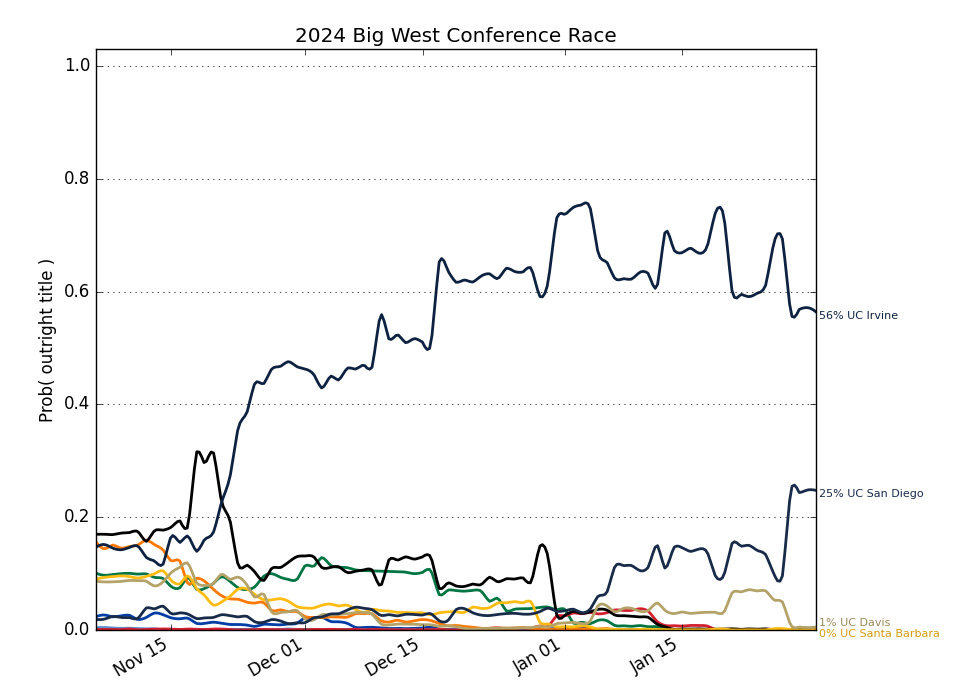 2024 Big West Conference Race
Prob( outright title )
1.0
0.8
0.6
0.4
0.2
0.0
Nov 15
Dec 01
Dec 15
Jan 01
Jan 15
56% UC Irvine
25% UC San Diego
1% UC Davis
0% UC Santa Barbara